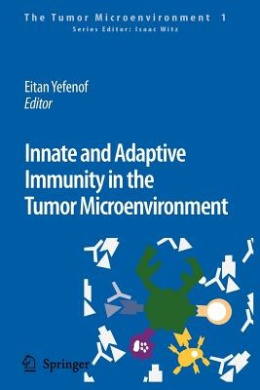 The Tumor Microenvironment 1
Series Editor: Isaac Witz
Eitan Yefenof
Editor
Innate and Adaptive
Immunity in the
Tumor Microenvironment
Springer